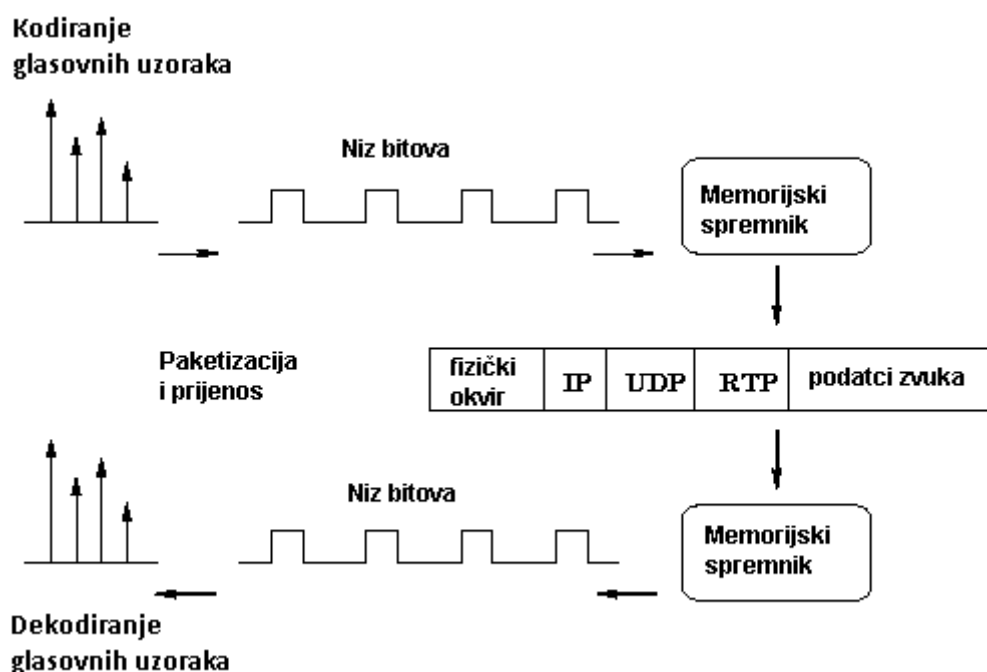 Kodiranje
glasovnih uzoraka
Niz bitova
Memorijski
spremnik
Paketizacija
i prijenos
fizički
okvir
IP
UDP
RTP
podatci zvuka
Niz bitova
Memorijski
spremnik
Dekodiranje
glasovnih uzoraka